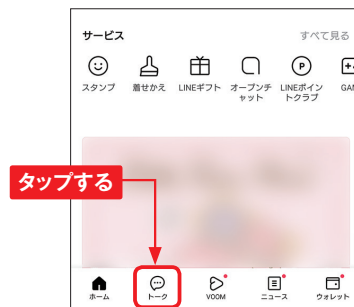 サービス すべて見る
スタンプ 着せかえ LINEギフト オープンチャット LINEポイントクラブ GAM
タップする
ホーム トーク VOOM ニュース ウォレット